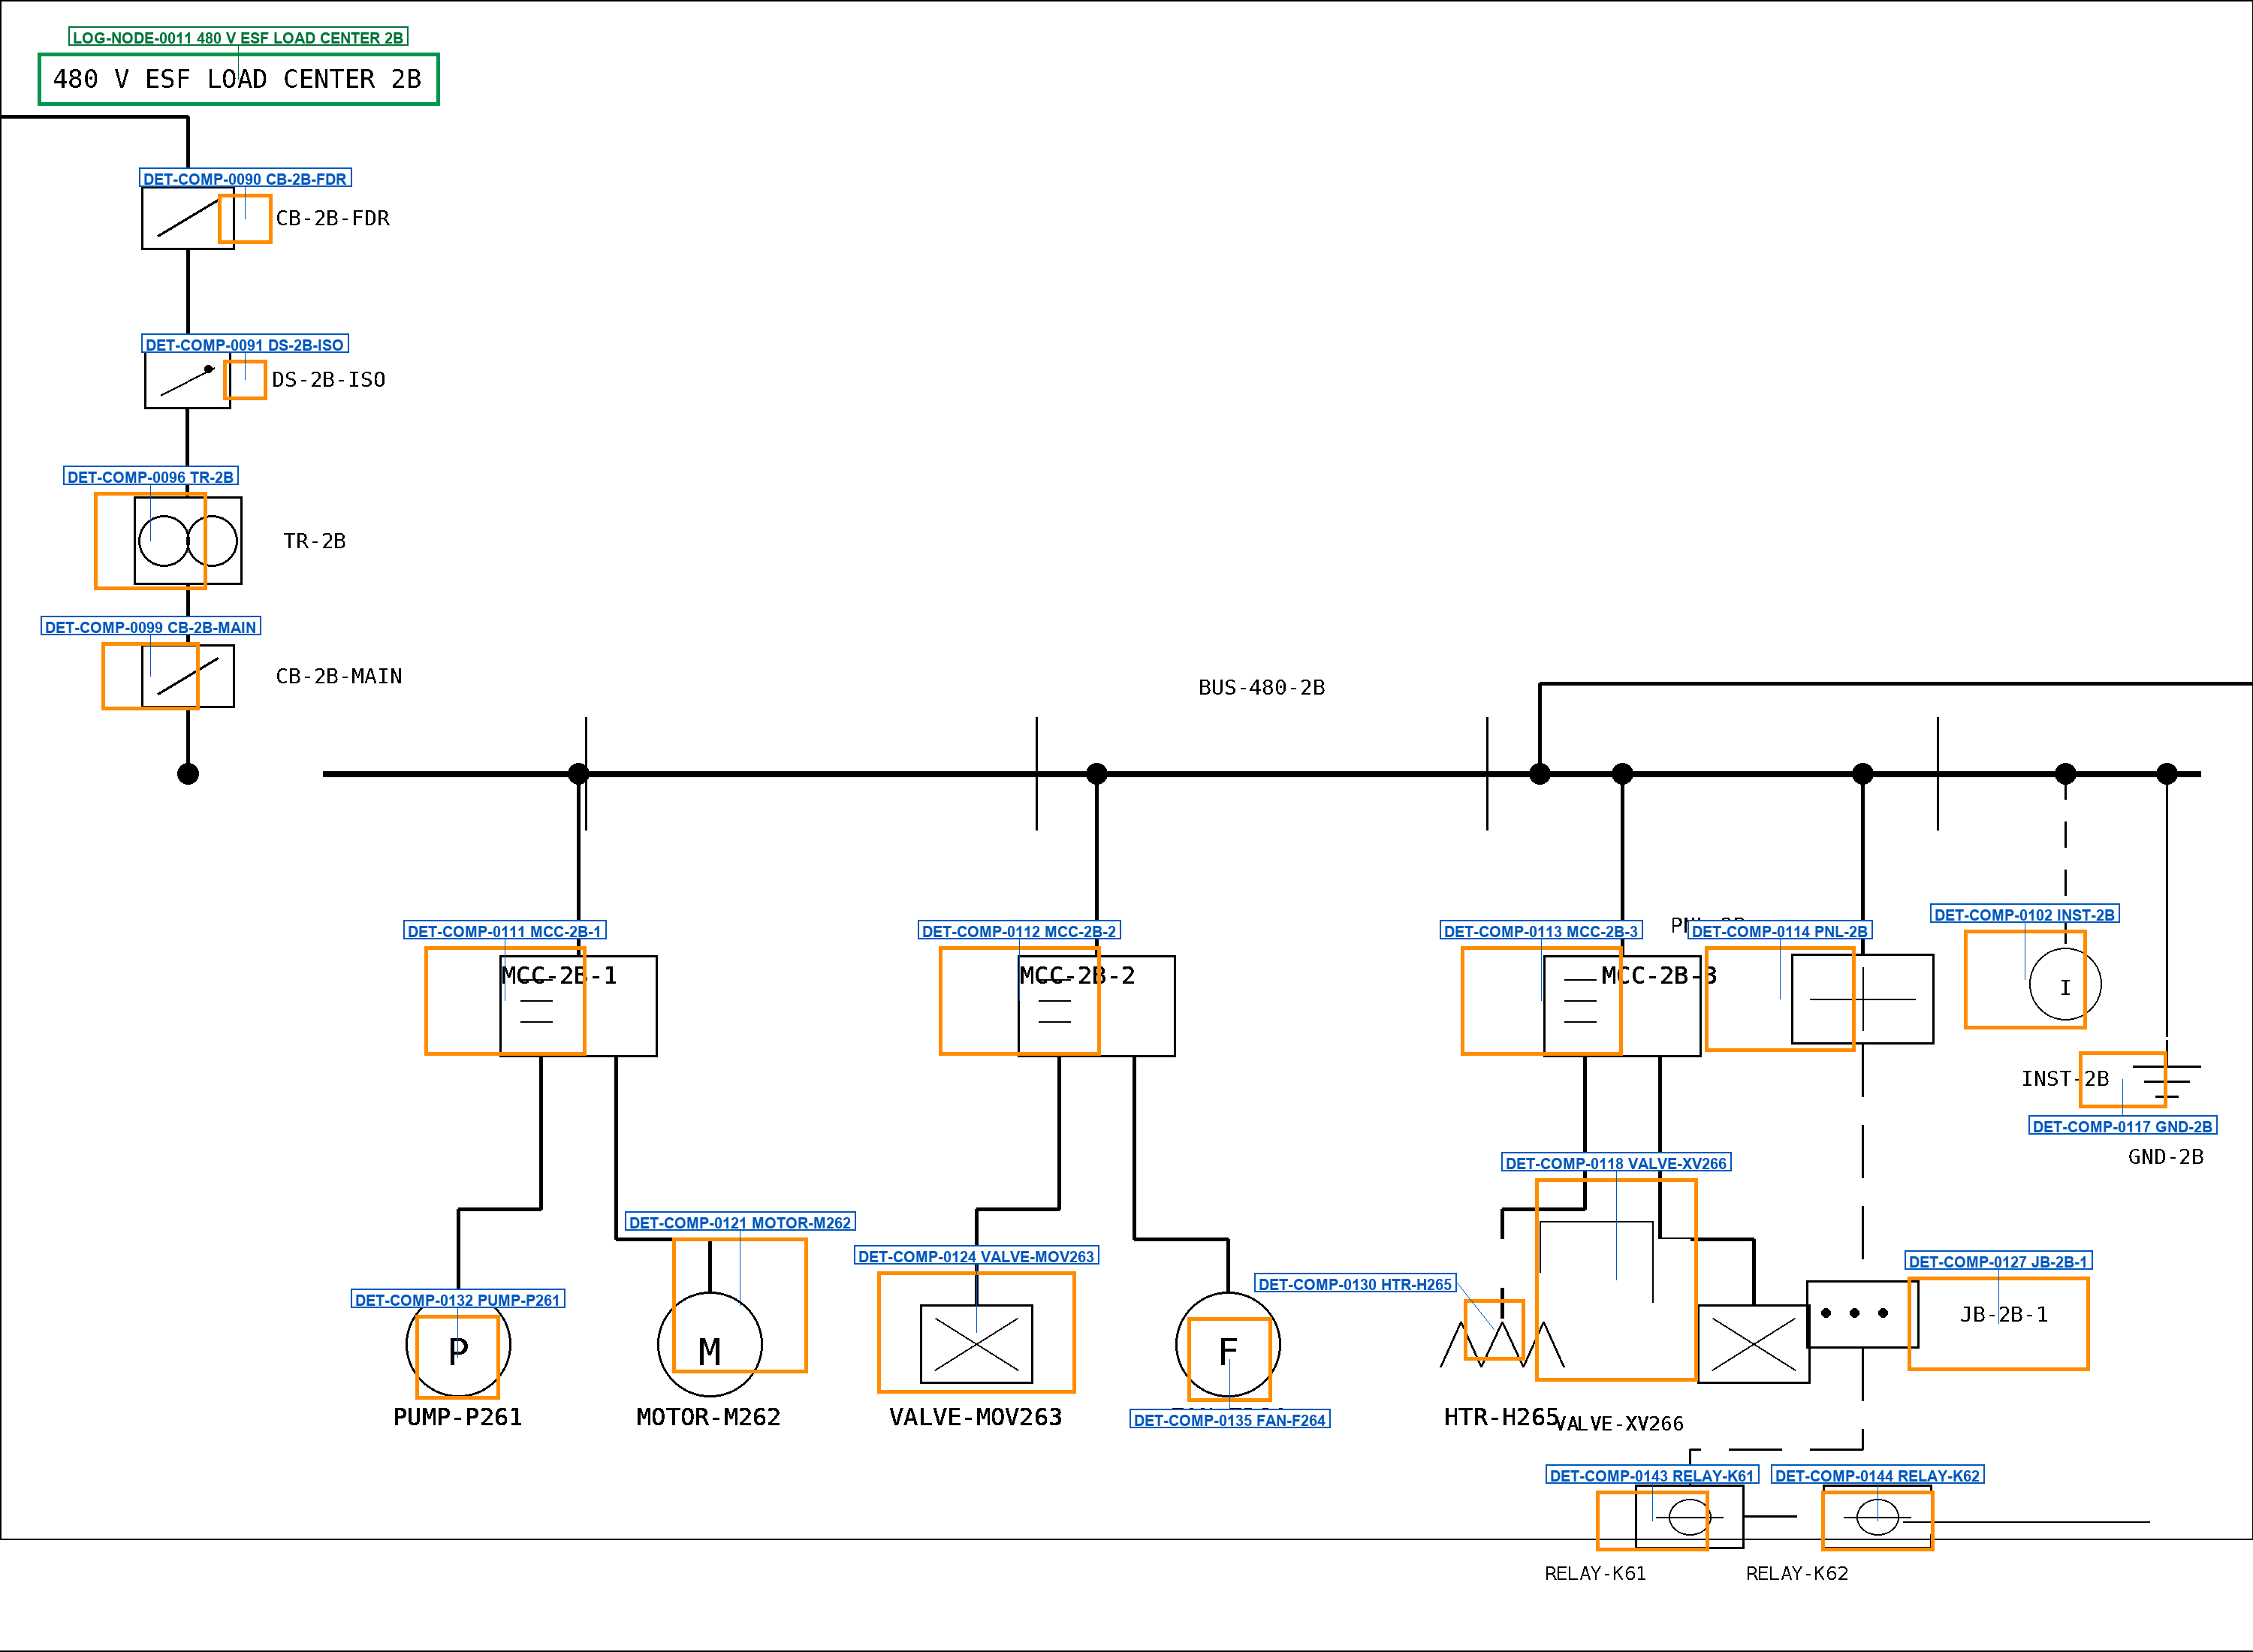 LOG-NODE-0011 480 V ESF LOAD CENTER 2B
480 V ESF LOAD CENTER 2B
DET-COMP-0090 CB-2B-FDR
CB-2B-FDR
DET-COMP-0091 DS-2B-ISO
DS-2B-ISO
DET-COMP-0096 TR-2B
TR-2B
DET-COMP-0099 CB-2B-MAIN
CB-2B-MAIN
BUS-480-2B
DET-COMP-0111 MCC-2B-1
DET-COMP-0112 MCC-2B-2
DET-COMP-0113 MCC-2B-3
DET-COMP-0114 PNL-2B
DET-COMP-0102 INST-2B
MCC-2B-1
MCC-2B-2
MCC-2B-3
I
INST-2B
DET-COMP-0117 GND-2B
GND-2B
DET-COMP-0118 VALVE-XV266
DET-COMP-0121 MOTOR-M262
DET-COMP-0124 VALVE-MOV263
DET-COMP-0130 HTR-H265
DET-COMP-0127 JB-2B-1
JB-2B-1
DET-COMP-0132 PUMP-P261
P
M
F
PUMP-P261
MOTOR-M262
VALVE-MOV263
DET-COMP-0135 FAN-F264
HTR-H265
VALVE-XV266
DET-COMP-0143 RELAY-K61
DET-COMP-0144 RELAY-K62
RELAY-K61
RELAY-K62